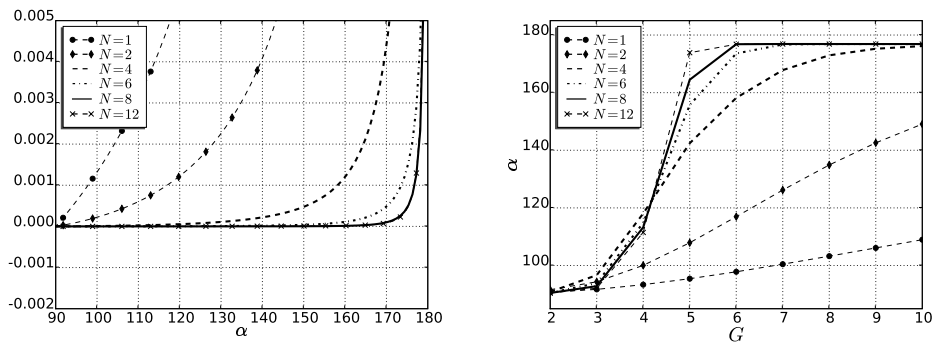 0.005
0.004
0.003
0.002
0.001
0.000
-0.001
-0.002
90 100 110 120 130 140 150 160 170 180
α
N=1
N=2
N=4
N=6
N=8
N=12
180
160
140
120
100
α
2 3 4 5 6 7 8 9 10
G
N=1
N=2
N=4
N=6
N=8
N=12